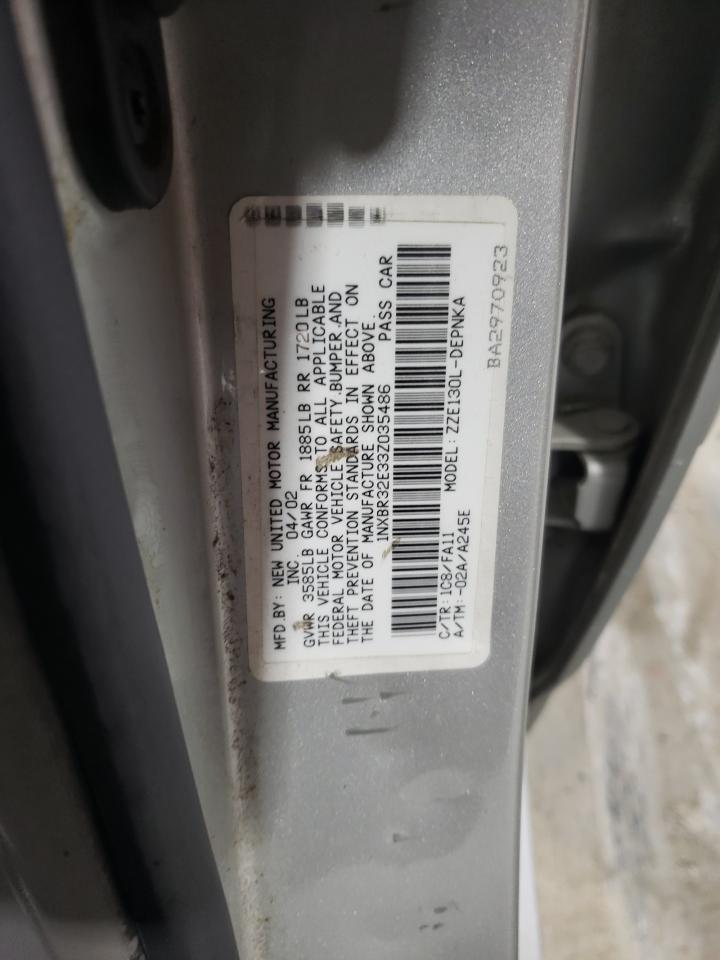 MFD.BY: NEW UNITED MOTOR MANUFACTURING
INC. 04/02
GVWR 3585LB GAWR FR 1885LB RR 1720LB
THIS VEHICLE CONFORMS TO ALL APPLICABLE
FEDERAL MOTOR VEHICLE SAFETY,BUMPER,AND
THEFT PREVENTION STANDARDS IN EFFECT ON
THE DATE OF MANUFACTURE SHOWN ABOVE.
1NXBR32E33Z035486 PASS CAR
C/TR:1C8/FA11 MODEL:ZZE130L-DEPNKA
A/TM:-02A/A245E
BA2970923